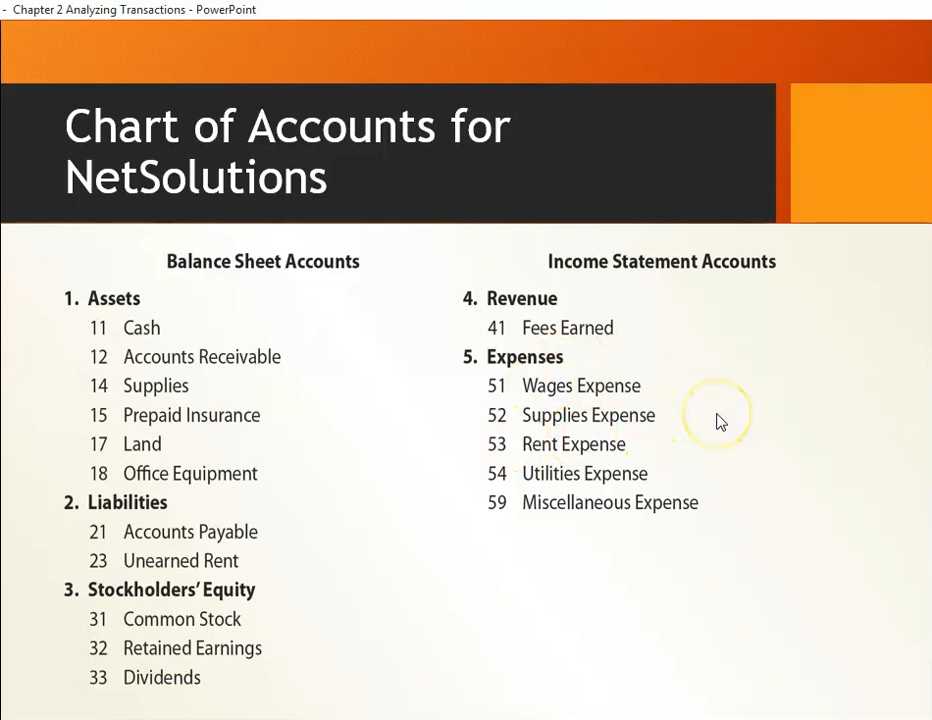 - Chapter 2 Analyzing Transactions - PowerPoint
Chart of Accounts for
NetSolutions
Balance Sheet Accounts
1. Assets
11 Cash
12 Accounts Receivable
14 Supplies
15 Prepaid Insurance
17 Land
18 Office Equipment
2. Liabilities
21 Accounts Payable
23 Unearned Rent
3. Stockholders' Equity
31 Common Stock
32 Retained Earnings
33 Dividends
Income Statement Accounts
4. Revenue
41 Fees Earned
5. Expenses
51 Wages Expense
52 Supplies Expense
53 Rent Expense
54 Utilities Expense
59 Miscellaneous Expense